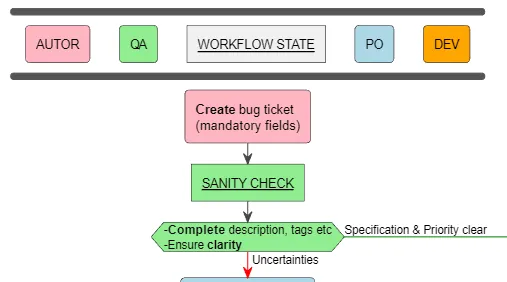 AUTOR
QA
WORKFLOW STATE
PO
DEV
Create bug ticket
(mandatory fields)
SANITY CHECK
-Complete description, tags etc
-Ensure clarity
Specification & Priority clear
Uncertainties